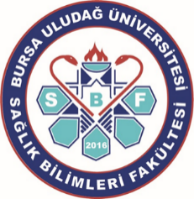 BURSA ULUDAĞ ÜNİVERSİTESİ
SBF
2016
SAĞLIK BİLİMLERİ FAKÜLTESİ